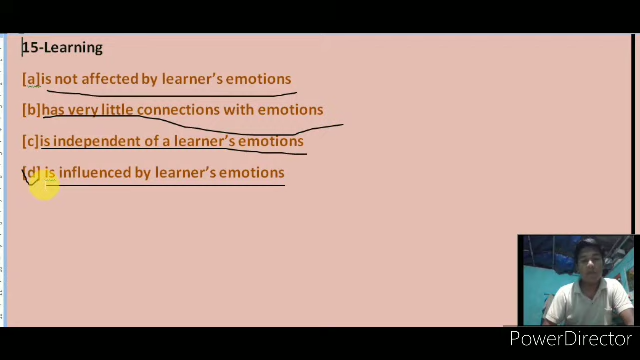 15-Learning
[a]is not affected by learner's emotions
[b]has very little connections with emotions
[c]is independent of a learner's emotions
[d] is influenced by learner's emotions
PowerDirector